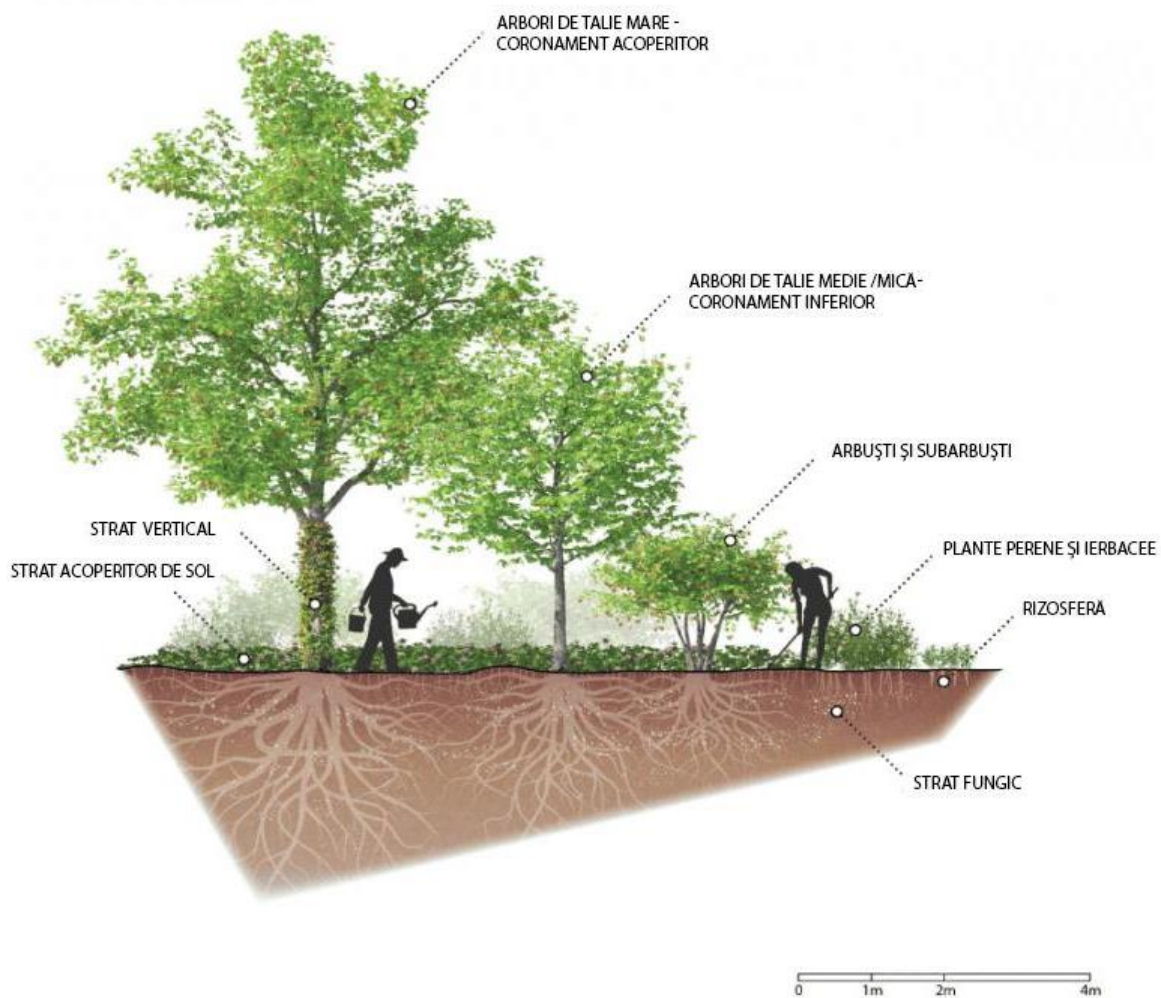 ARBORI DE TALIE MARE -
CORONAMENT ACOPERITOR
ARBORI DE TALIE MEDIE /MICĂ-
CORONAMENT INFERIOR
ARBUȘTI ȘI SUBARBUȘTI
STRAT VERTICAL
PLANTE PERENE ȘI IERBACEE
STRAT ACOPERITOR DE SOL
RIZOSFERĂ
STRAT FUNGIC
0 1m 2m 4m